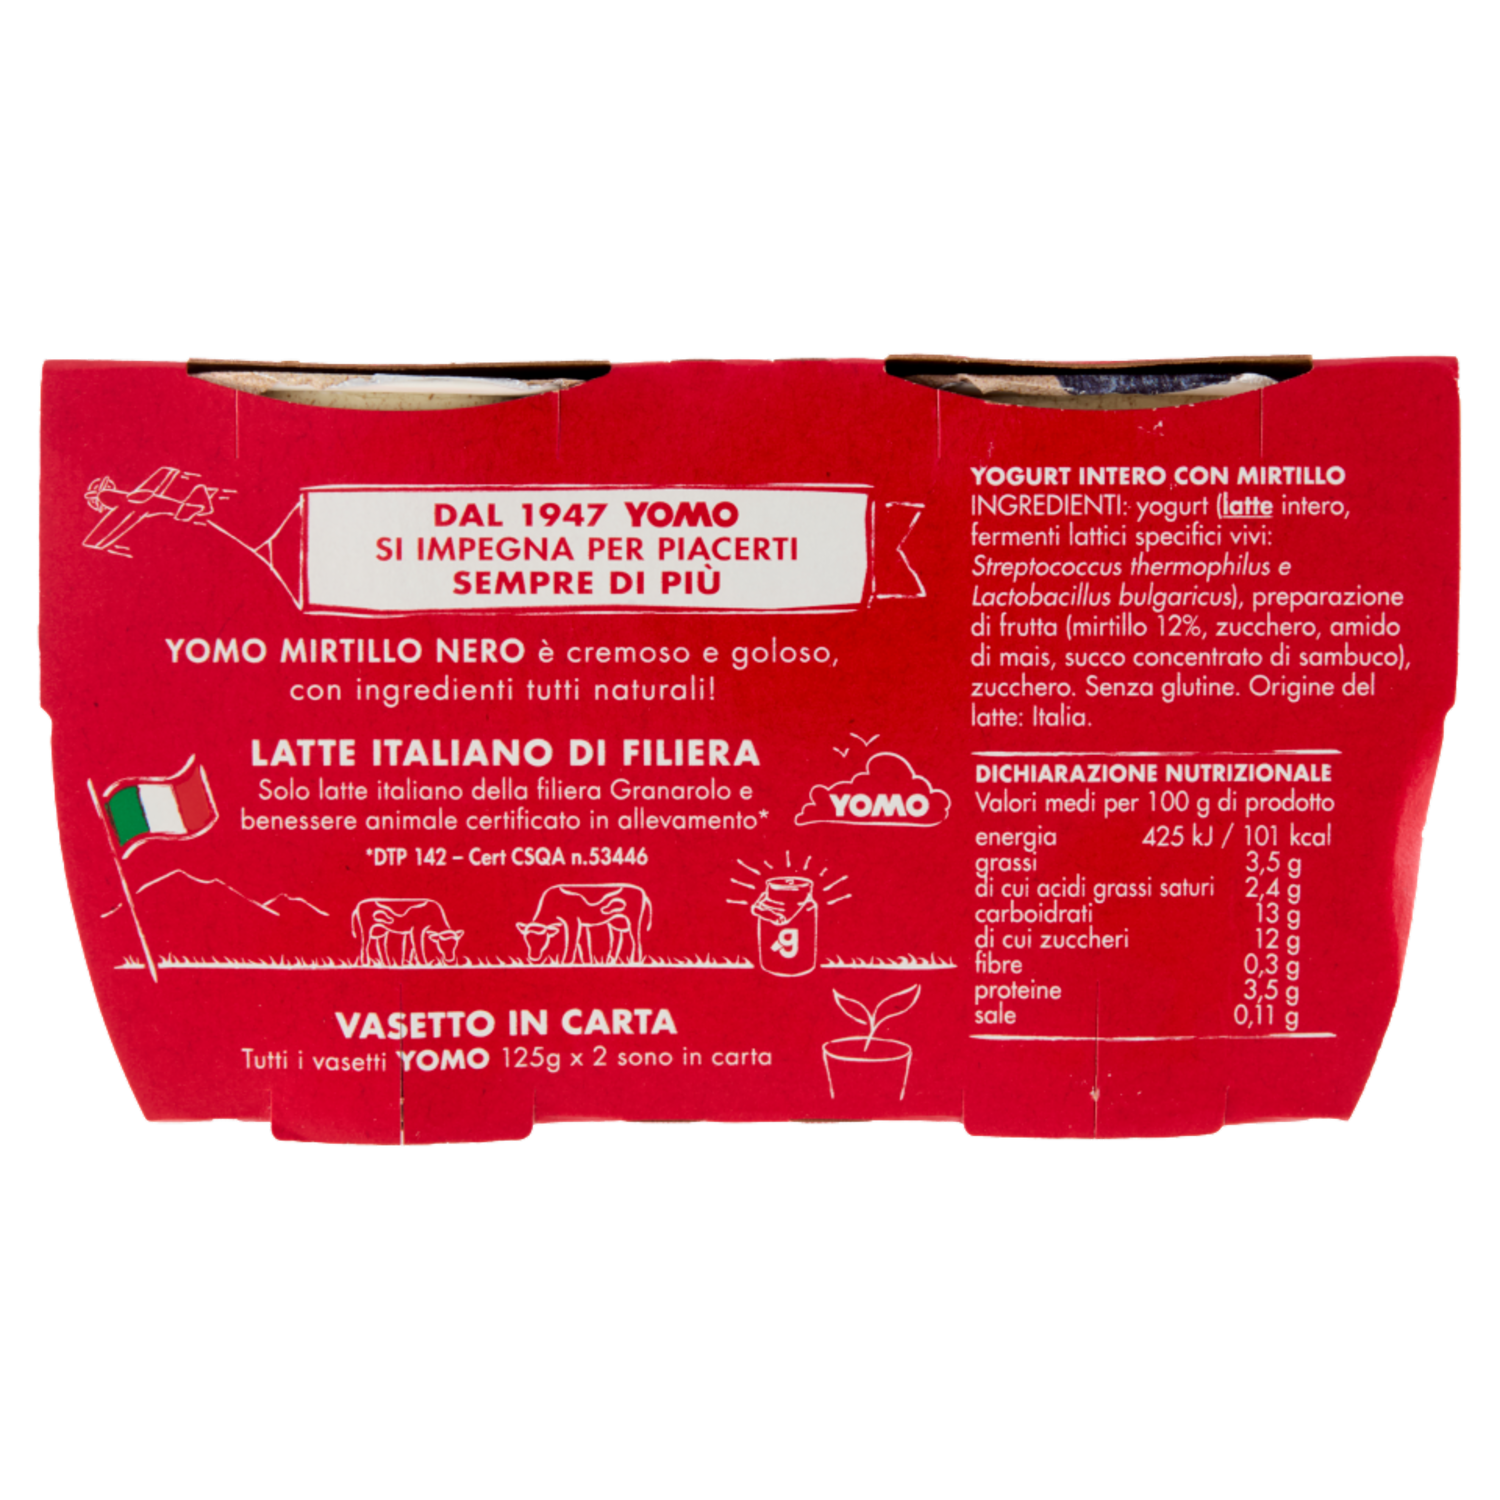 DAL 1947 YOMO
SI IMPEGNA PER PIACERTI
SEMPRE DI PIÙ
YOMO MIRTILLO NERO è cremoso e goloso,
con ingredienti tutti naturali!
LATTE ITALIANO DI FILIERA
Solo latte italiano della filiera Granarolo e
benessere animale certificato in allevamento*
*DTP 142 – Cert CSQA n.53446
YOMO
g
VASETTO IN CARTA
Tutti i vasetti YOMO 125g x 2 sono in carta
YOGURT INTERO CON MIRTILLO
INGREDIENTI: yogurt (latte intero,
fermenti lattici specifici vivi:
Streptococcus thermophilus e
Lactobacillus bulgaricus), preparazione
di frutta (mirtillo 12%, zucchero, amido
di mais, succo concentrato di sambuco),
zucchero. Senza glutine. Origine del
latte: Italia.
DICHIARAZIONE NUTRIZIONALE
Valori medi per 100 g di prodotto
energia 425 kJ / 101 kcal
grassi 3,5 g
di cui acidi grassi saturi 2,4 g
carboidrati 13 g
di cui zuccheri 12 g
fibre 0,3 g
proteine 3,5 g
sale 0,11 g